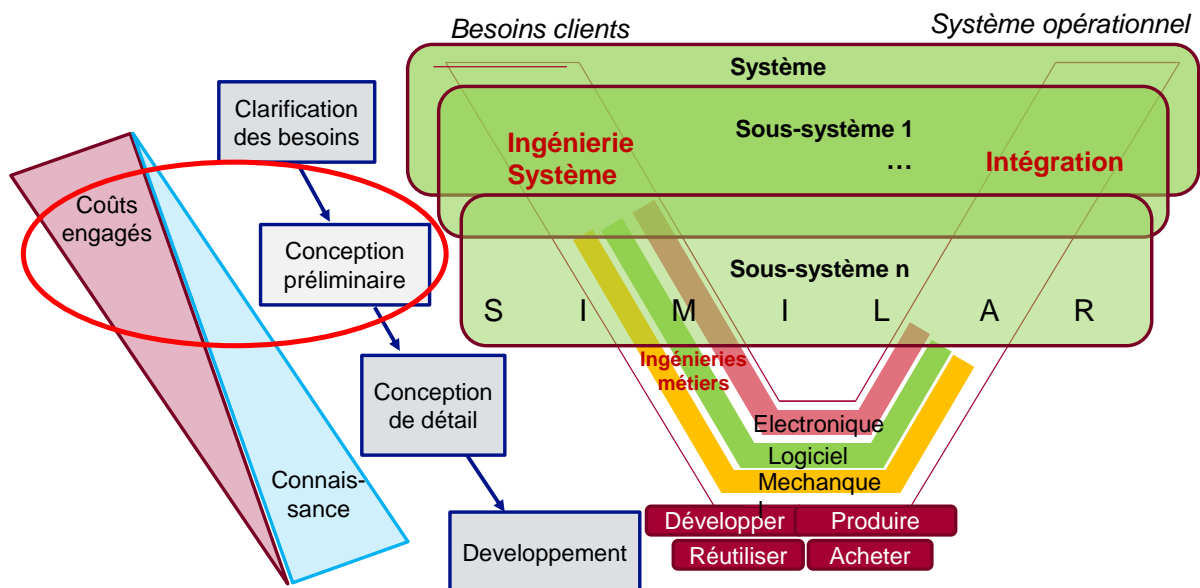 Besoins clients
Système opérationnel
Système
Clarification
des besoins
Sous-système 1
Ingénierie
Système
...
Intégration
Coûts
engagés
Conception
préliminaire
Sous-système n
S I M I L A R
Ingénieries
métiers
Conception
de détail
Electronique
Logiciel
Mechanque
l
Connais-
sance
Developpement
Développer
Produire
Réutiliser
Acheter